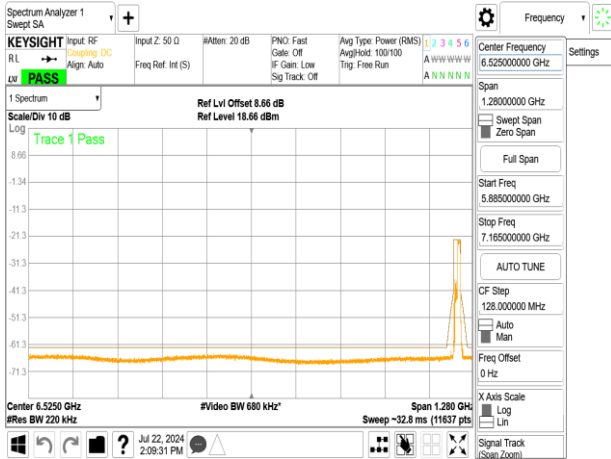 Spectrum Analyzer 1
Swept SA
+
Frequency
KEYSIGHT
RL
LXI
PASS
Input: RF
Coupling: DC
Align: Auto
Input Z: 50 Ω
Freq Ref: Int (S)
#Atten: 20 dB
PNO: Fast
Gate: Off
IF Gain: Low
Sig Track: Off
Avg Type: Power (RMS)
Avg|Hold: 100/100
Trig: Free Run
1 2 3 4 5 6
A W W W W W
A N N N N N
Center Frequency
6.525000000 GHz
Settings
Span
1.28000000 GHz
Swept Span
Zero Span
Full Span
Start Freq
5.885000000 GHz
Stop Freq
7.165000000 GHz
AUTO TUNE
CF Step
128.000000 MHz
Auto
Man
Freq Offset
0 Hz
X Axis Scale
Log
Lin
Signal Track
(Span Zoom)
1 Spectrum
Scale/Div 10 dB
Ref Lvl Offset 8.66 dB
Ref Level 18.66 dBm
Log
Trace 1 Pass
8.66
-1.34
-11.3
-21.3
-31.3
-41.3
-51.3
-61.3
-71.3
Center 6.5250 GHz
#Res BW 220 kHz
#Video BW 680 kHz*
Span 1.280 GHz
Sweep ~32.8 ms (11637 pts
?
Jul 22, 2024
2:09:31 PM